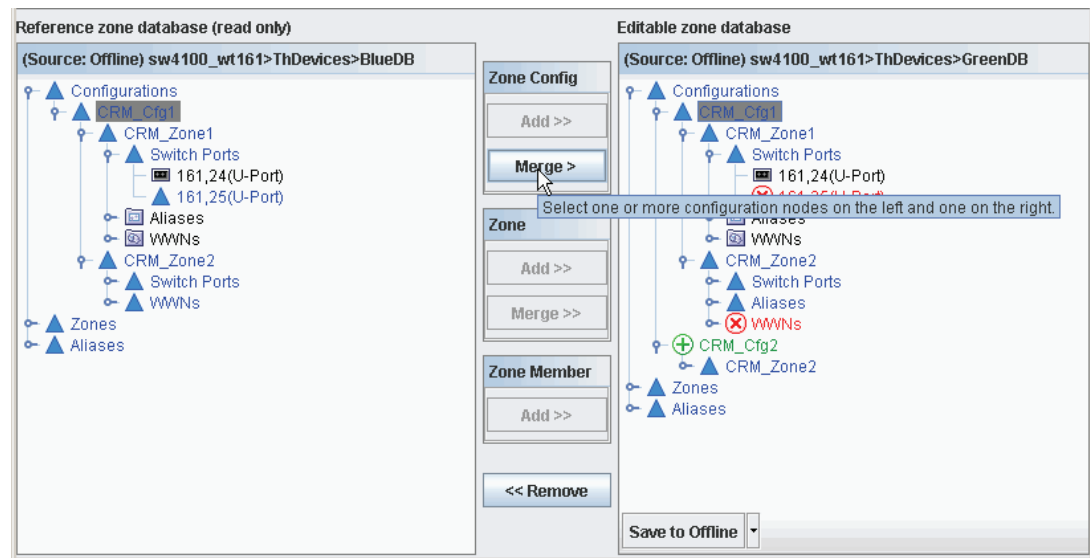 Reference zone database (read only)
(Source: Offline) sw4100_wt161>ThDevices>BlueDB
Configurations
CRM_Cfg1
CRM_Zone1
Switch Ports
161,24(U-Port)
161,25(U-Port)
Aliases
WWNs
CRM_Zone2
Switch Ports
WWNs
Zones
Aliases
Zone Config
Add >>
Merge >
Select one or more configuration nodes on the left and one on the right.
Zone
Add >>
Merge >>
Zone Member
Add >>
<< Remove
Editable zone database
(Source: Offline) sw4100_wt161>ThDevices>GreenDB
Configurations
CRM_Cfg1
CRM_Zone1
Switch Ports
161,24(U-Port)
161,25(U-Port)
Aliases
WWNs
CRM_Zone2
Switch Ports
Aliases
WWNs
CRM_Cfg2
CRM_Zone2
Zones
Aliases
Save to Offline